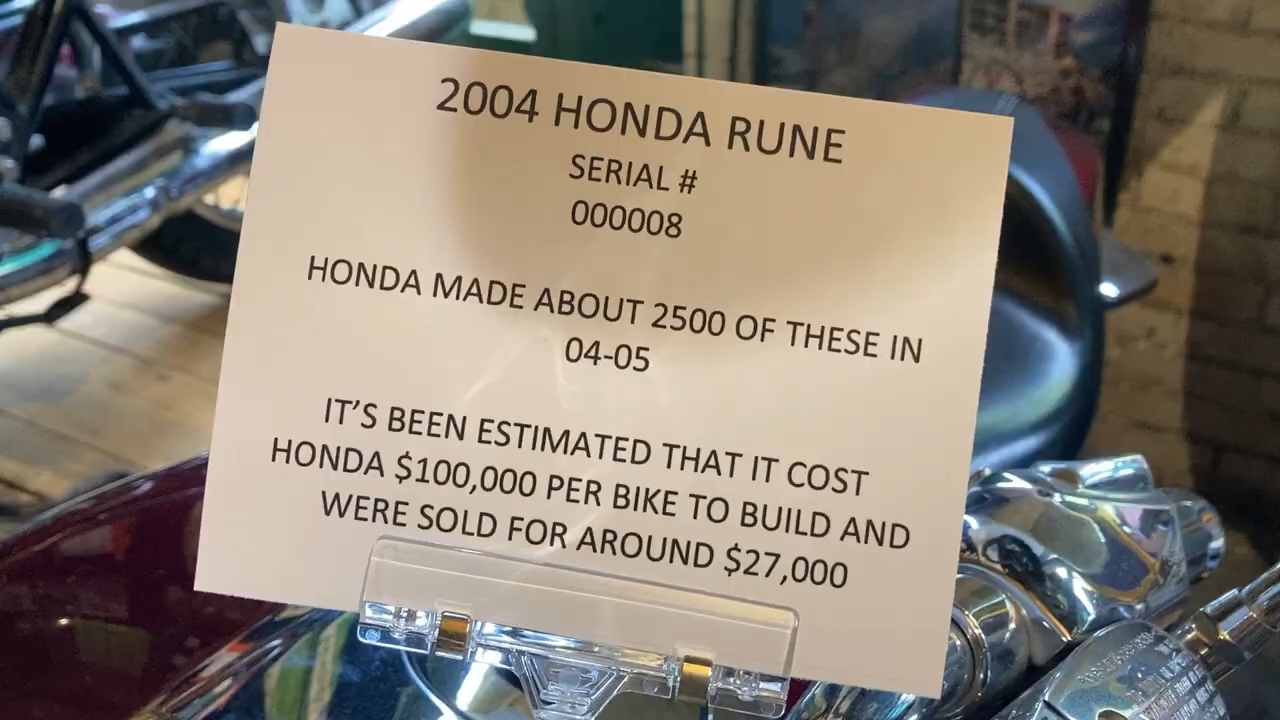 2004 HONDA RUNE
SERIAL #
000008
HONDA MADE ABOUT 2500 OF THESE IN
04-05
IT'S BEEN ESTIMATED THAT IT COST
HONDA $100,000 PER BIKE TO BUILD AND
WERE SOLD FOR AROUND $27,000